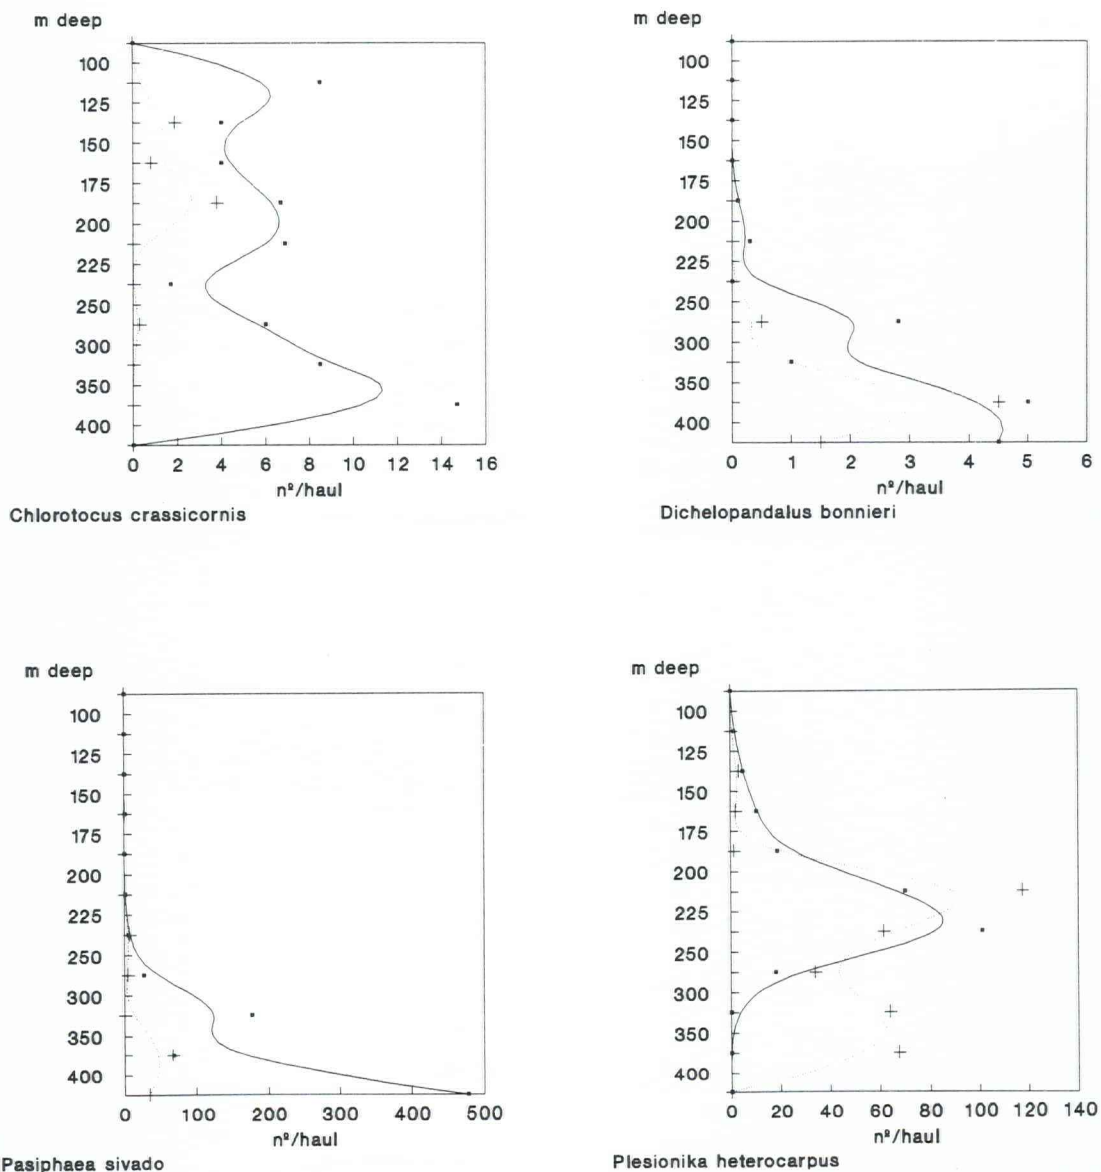 m deep
100
125
150
175
200
225
250
300
350
400
0 2 4 6 8 10 12 14 16
nº/haul
Chlorotocus crassicornis
m deep
100
125
150
175
200
225
250
300
350
400
0 1 2 3 4 5 6
nº/haul
Dichelopandalus bonnieri
m deep
100
125
150
175
200
225
250
300
350
400
0 100 200 300 400 500
nº/haul
Pasiphaea sivado
m deep
100
125
150
175
200
225
250
300
350
400
0 20 40 60 80 100 120 140
nº/haul
Plesionika heterocarpus